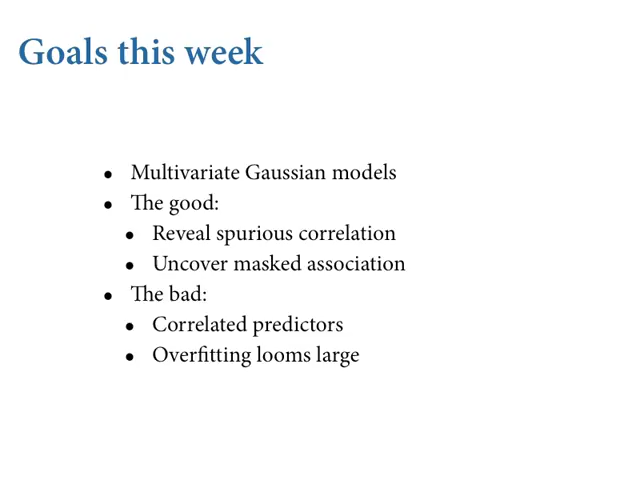 Goals this week
• Multivariate Gaussian models
• The good:
• Reveal spurious correlation
• Uncover masked association
• The bad:
• Correlated predictors
• Overfitting looms large